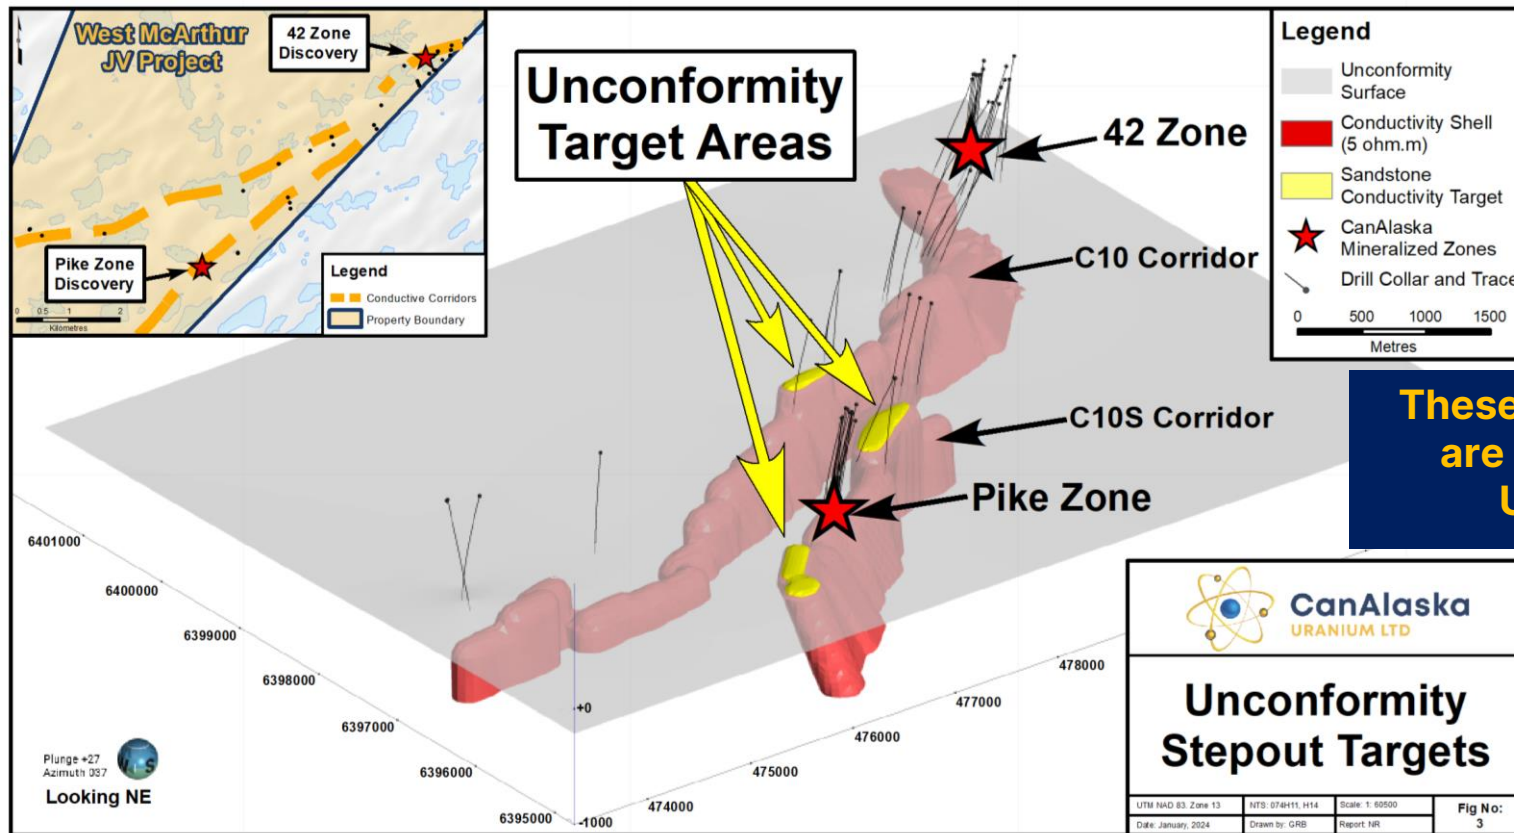 West McArthur
JV Project
42 Zone
Discovery
Pike Zone
Discovery
Legend
Conductive Corridors
Property Boundary
0 0.5 1 2
Kilometres
Unconformity
Target Areas
42 Zone
C10 Corridor
C10S Corridor
Pike Zone
Legend
Unconformity
Surface
Conductivity Shell
(5 ohm.m)
Sandstone
Conductivity Target
CanAlaska
Mineralized Zones
Drill Collar and Trace
0 500 1000 1500
Metres
These
are
U
6401000
6400000
6399000
6398000
6397000
6396000
6395000
+0
-1000
474000
475000
476000
477000
478000
Plunge +27
Azimuth 037
Looking NE
CanAlaska
URANIUM LTD
Unconformity
Stepout Targets
UTM NAD 83. Zone 13
NTS: 074H11, H14
Scale: 1: 60500
Fig No:
3
Date: January, 2024
Drawn by: GRB
Report: NR